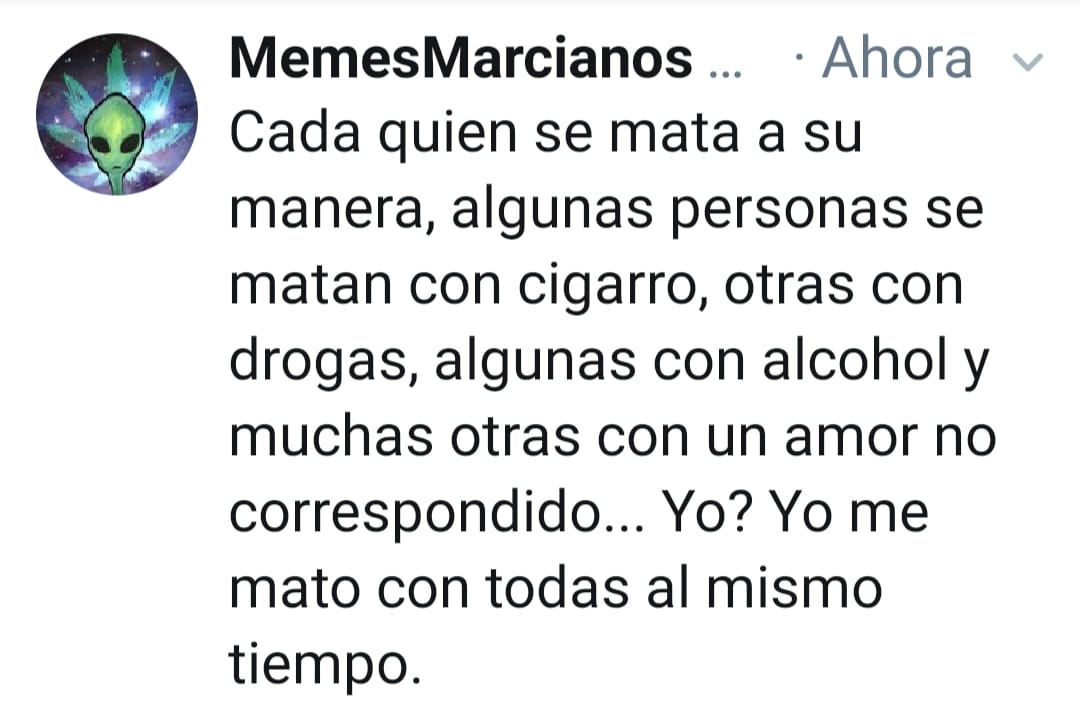 MemesMarcianos ... · Ahora
Cada quien se mata a su
manera, algunas personas se
matan con cigarro, otras con
drogas, algunas con alcohol y
muchas otras con un amor no
correspondido... Yo? Yo me
mato con todas al mismo
tiempo.